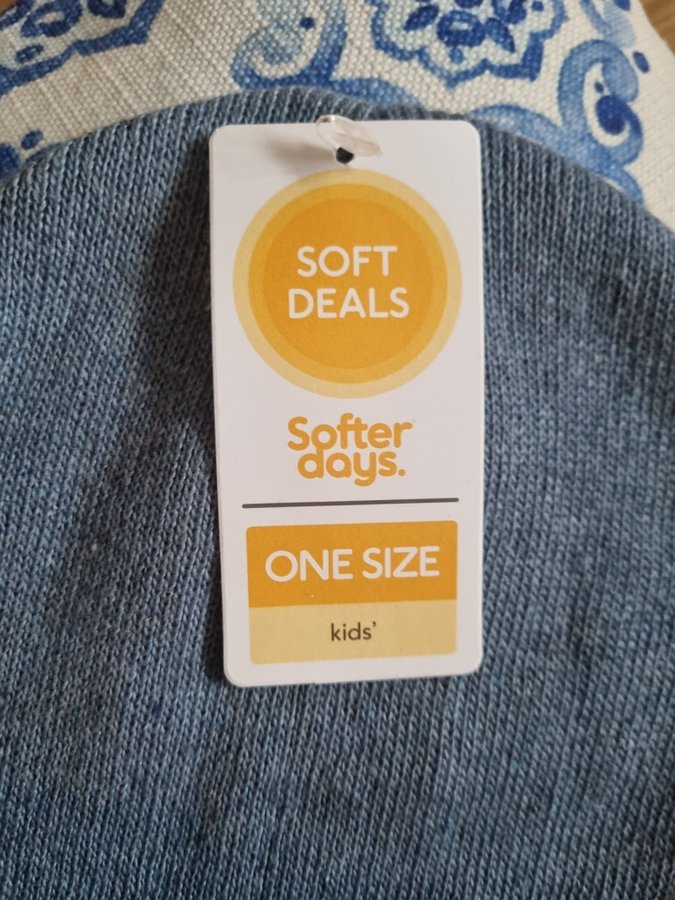 SOFT
DEALS
Softer
days.
ONE SIZE
kids'